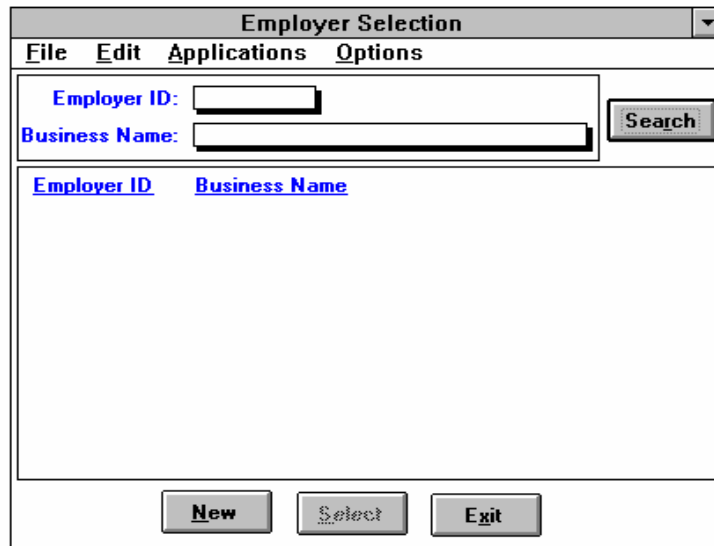 Employer Selection
File Edit Applications Options
Employer ID:
Search
Business Name:
Employer ID Business Name
New Select Exit